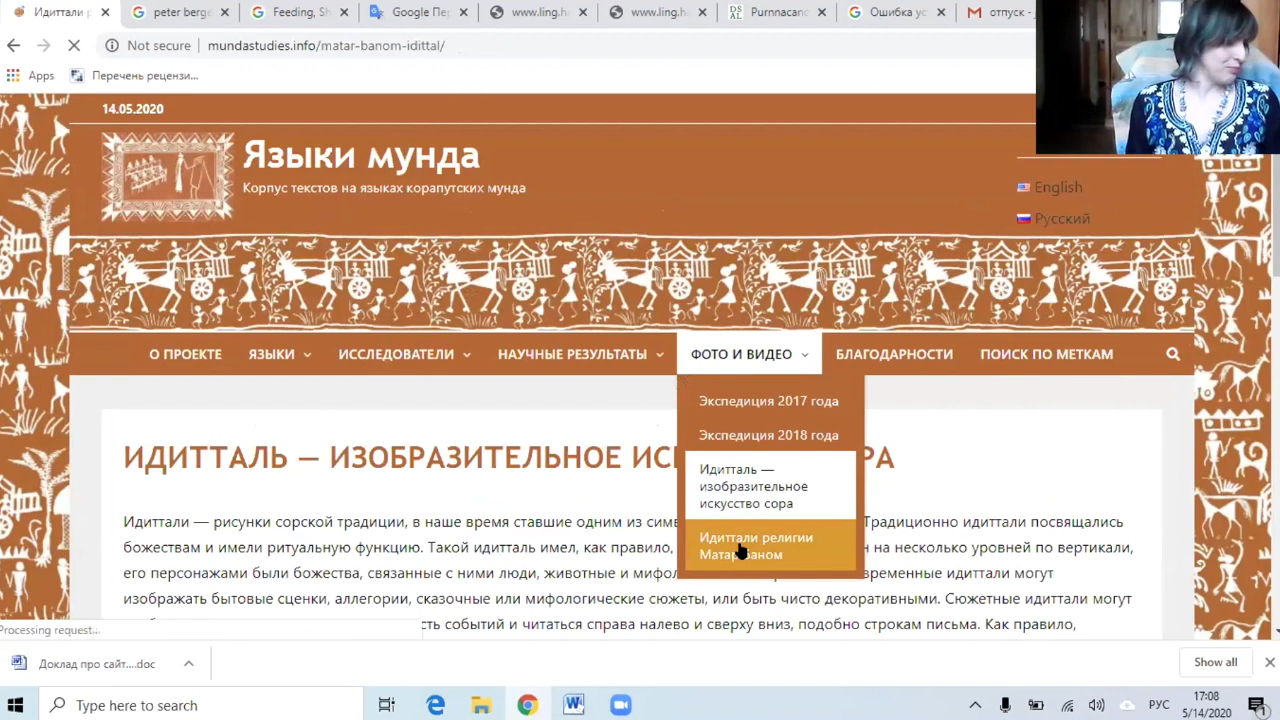 Идиттали р
peter berge
Feeding, Sh
Google Пер
www.ling.he
www.ling.he
Purnnacanc
Ошибка ус
отпуск - j
Not secure | mundastudies.info/matar-banom-idittal/
Apps
Перечень рецензи...
14.05.2020
Языки мунда
Корпус текстов на языках корапутских мунда
English
Русский
О ПРОЕКТЕ
ЯЗЫКИ
ИССЛЕДОВАТЕЛИ
НАУЧНЫЕ РЕЗУЛЬТАТЫ
ФОТО И ВИДЕО
БЛАГОДАРНОСТИ
ПОИСК ПО МЕТКАМ
Экспедиция 2017 года
Экспедиция 2018 года
Идитталь —
изобразительное
искусство сора
Идиттали религии
Матар Баном
ИДИТТАЛЬ — ИЗОБРАЗИТЕЛЬНОЕ ИС РА
Идиттали — рисунки сорской традиции, в наше время ставшие одним из сим Традиционно идиттали посвящались
божествам и имели ритуальную функцию. Такой идитталь имел, как правило, н на несколько уровней по вертикали,
его персонажами были божества, связанные с ними люди, животные и мифол временные идиттали могут
изображать бытовые сценки, аллегории, сказочные или мифологические сюжеты, или быть чисто декоративными. Сюжетные идиттали могут
сть событий и читаться справа налево и сверху вниз, подобно строкам письма. Как правило,
Processing request...
Доклад про сайт....doc
Show all
Type here to search
РУС
17:08
5/14/2020